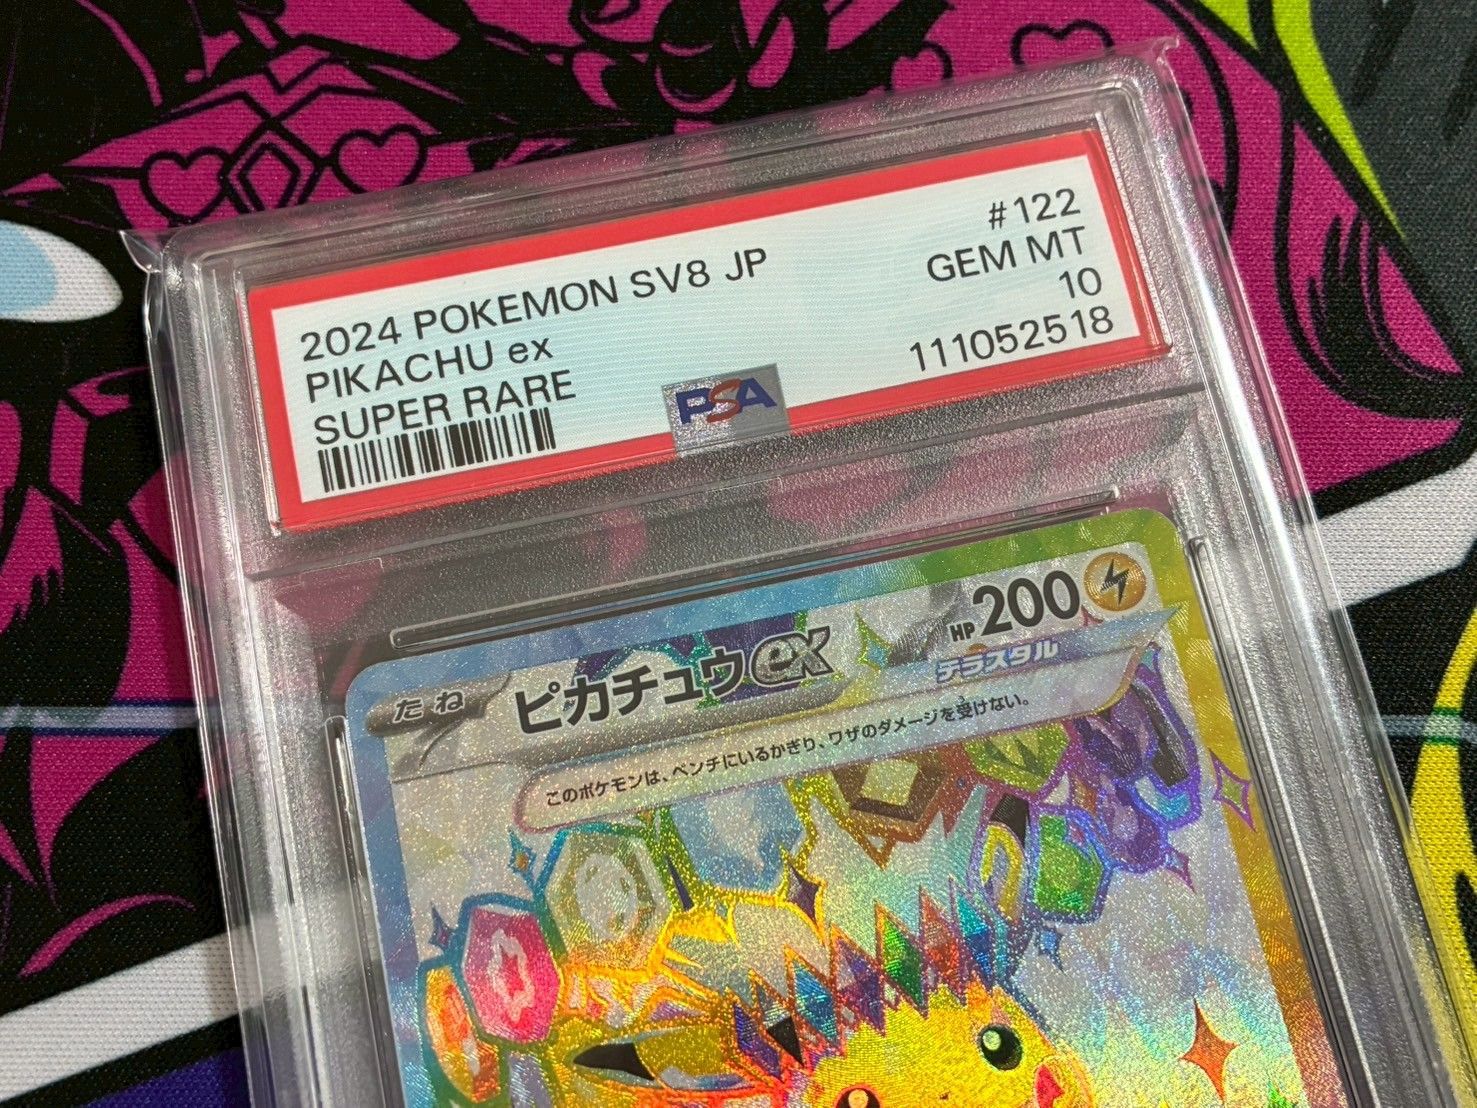 2024 POKEMON SV8 JP
PIKACHU ex
SUPER RARE
#122
GEM MT
10
111052518
PSA
たね ピカチュウex HP200
テラスタル
このポケモンは、ベンチにいるかぎり、ワザのダメージを受けない。